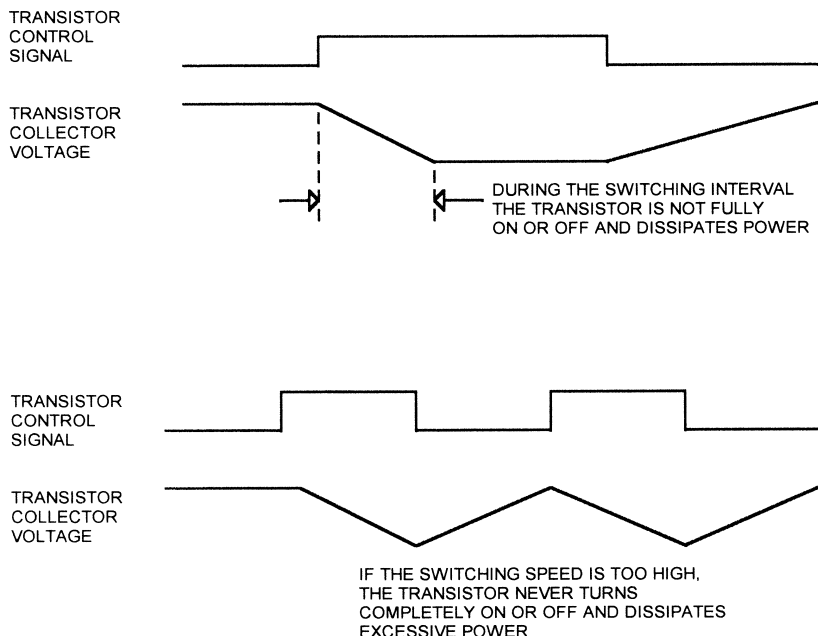 TRANSISTOR
CONTROL
SIGNAL
TRANSISTOR
COLLECTOR
VOLTAGE
DURING THE SWITCHING INTERVAL
THE TRANSISTOR IS NOT FULLY
ON OR OFF AND DISSIPATES POWER
TRANSISTOR
CONTROL
SIGNAL
TRANSISTOR
COLLECTOR
VOLTAGE
IF THE SWITCHING SPEED IS TOO HIGH,
THE TRANSISTOR NEVER TURNS
COMPLETELY ON OR OFF AND DISSIPATES
EXCESSIVE POWER